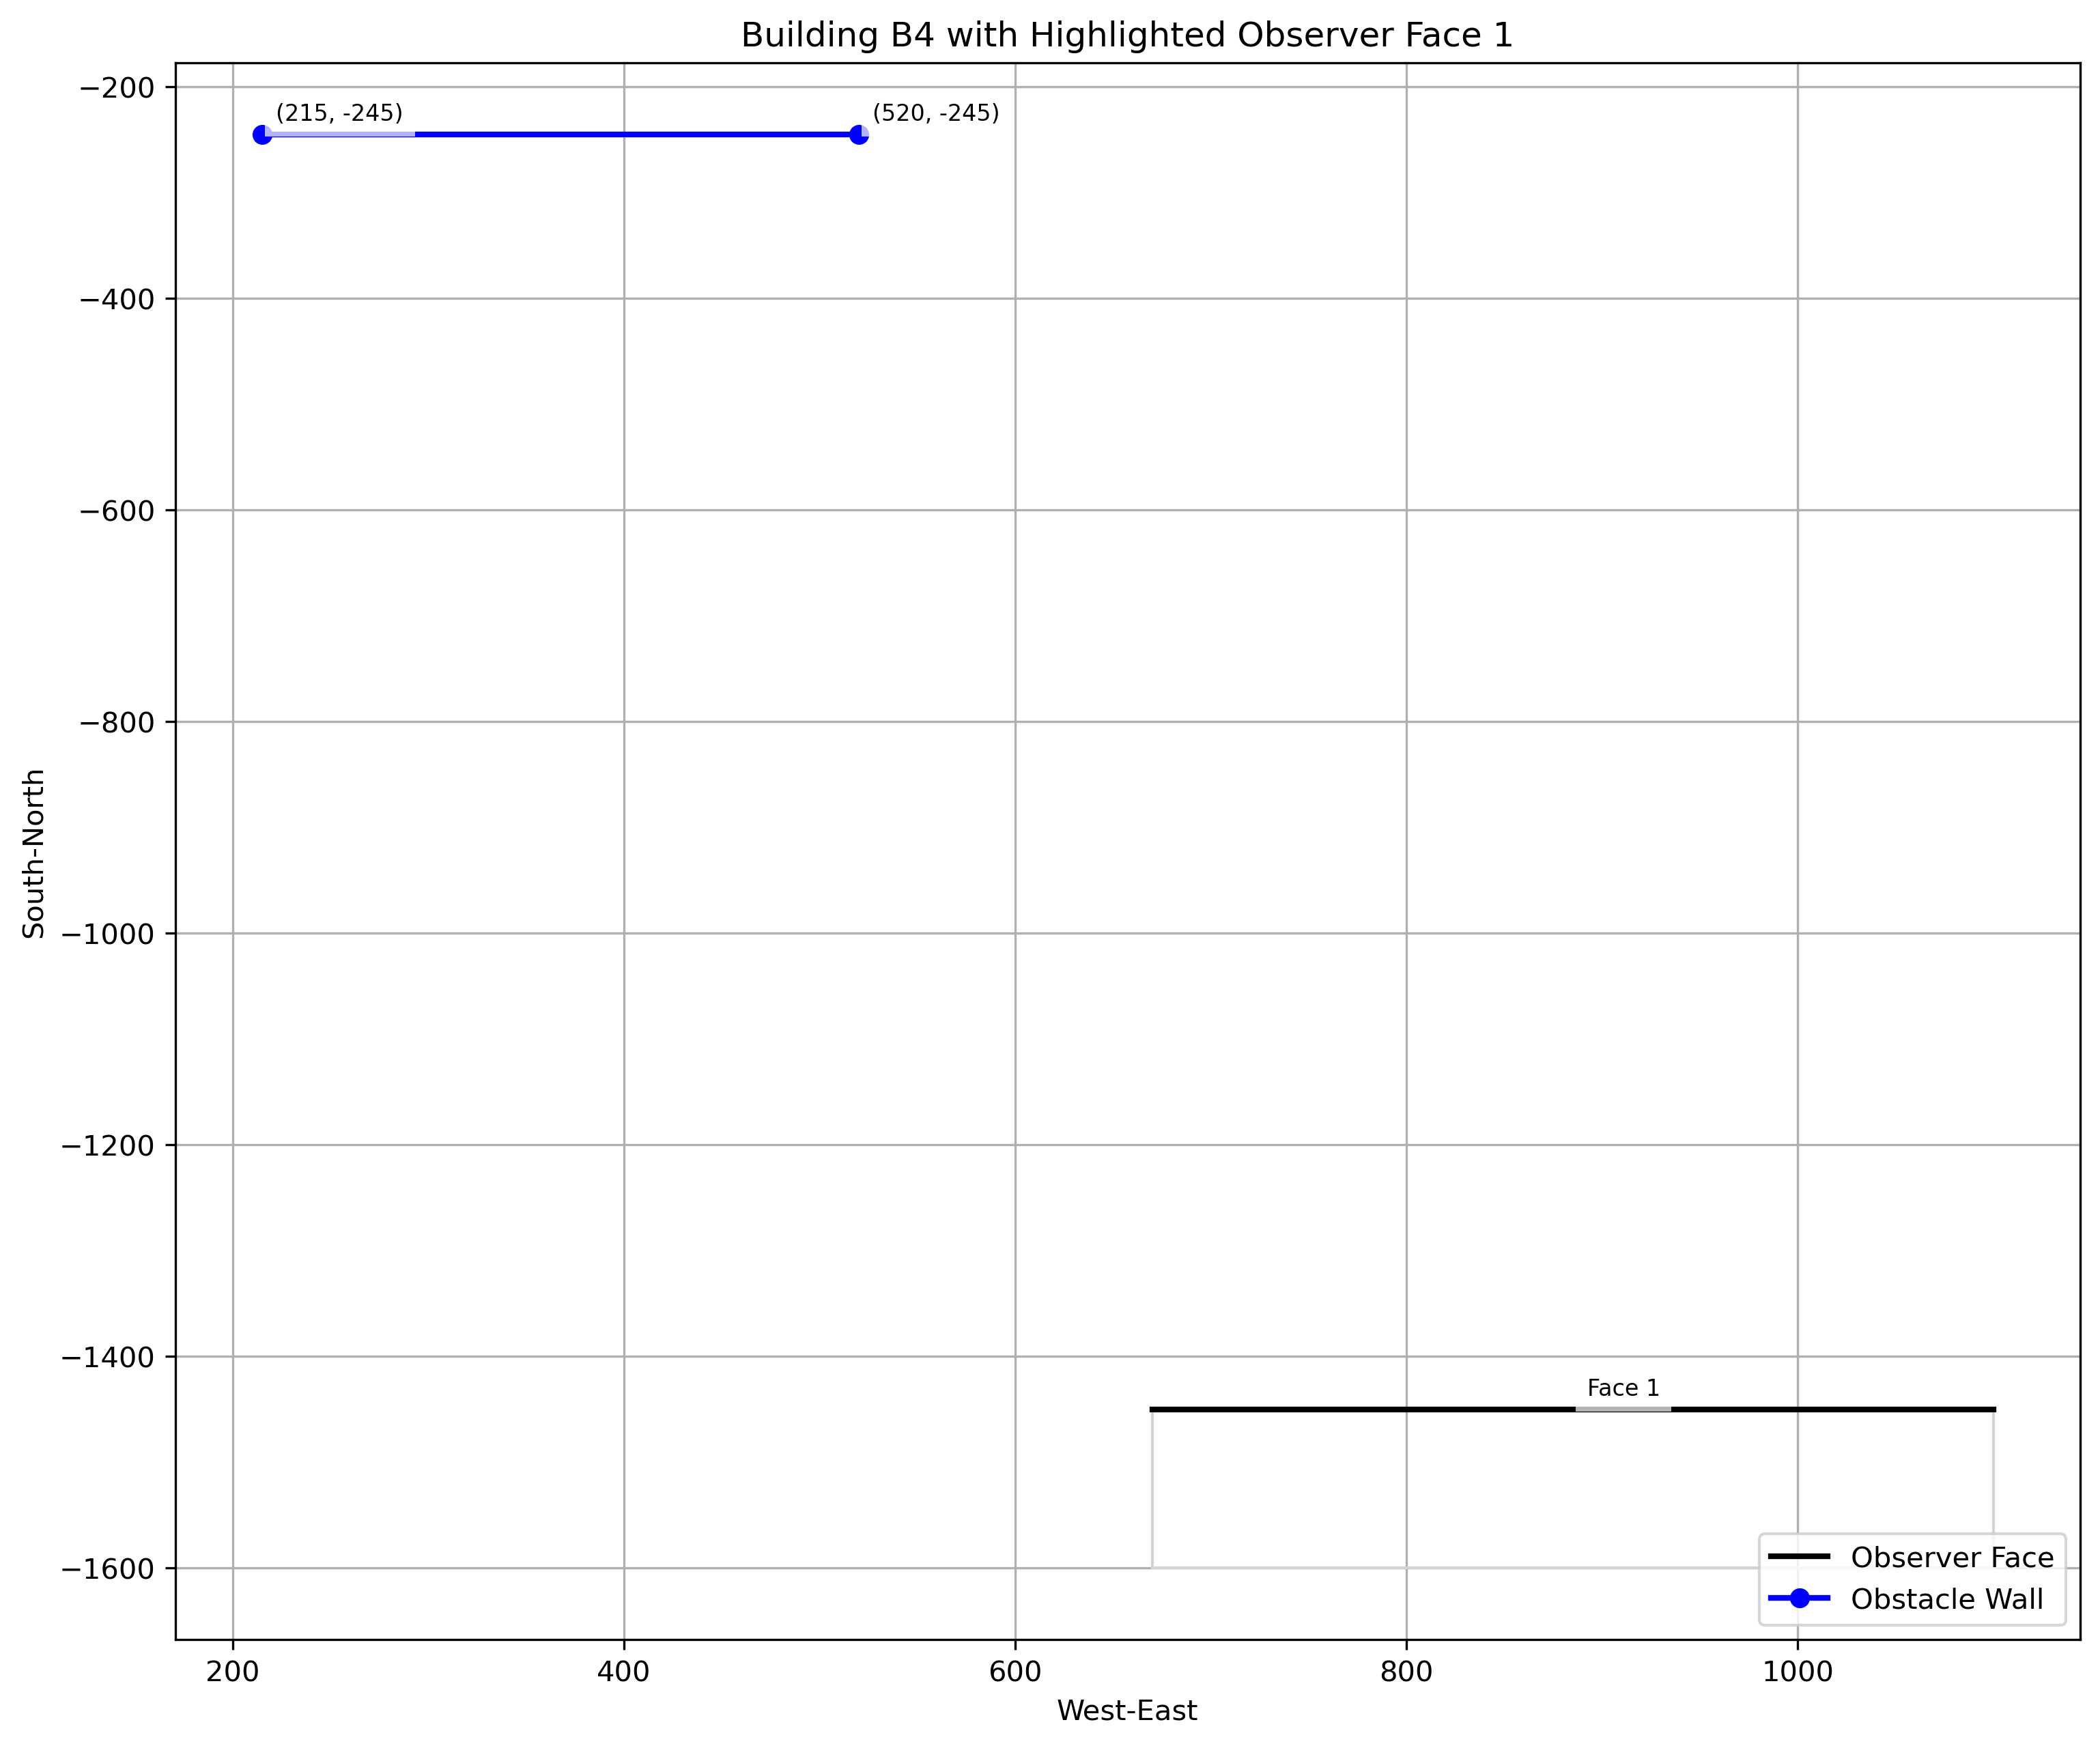 Building B4 with Highlighted Observer Face 1
−200
(215, -245)
(520, -245)
−400
−600
−800
South-North
−1000
−1200
−1400
Face 1
−1600
Observer Face
Obstacle Wall
200
400
600
800
1000
West-East